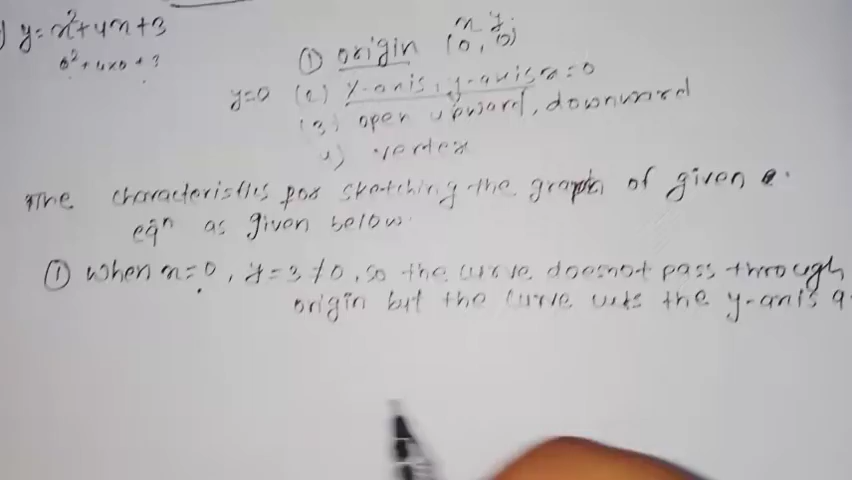 y=x²+4x+3
0²+4×0+3
x y
① origin (0,0)
y=0 (2) x-axis, y-axis x=0
(3) open upward, downward
4) vertex
The characteristics for sketching the graph of given
eqⁿ as given below.
① when x=0, y=3≠0, so the curve doesnot pass through
origin but the curve cuts the y-axis a